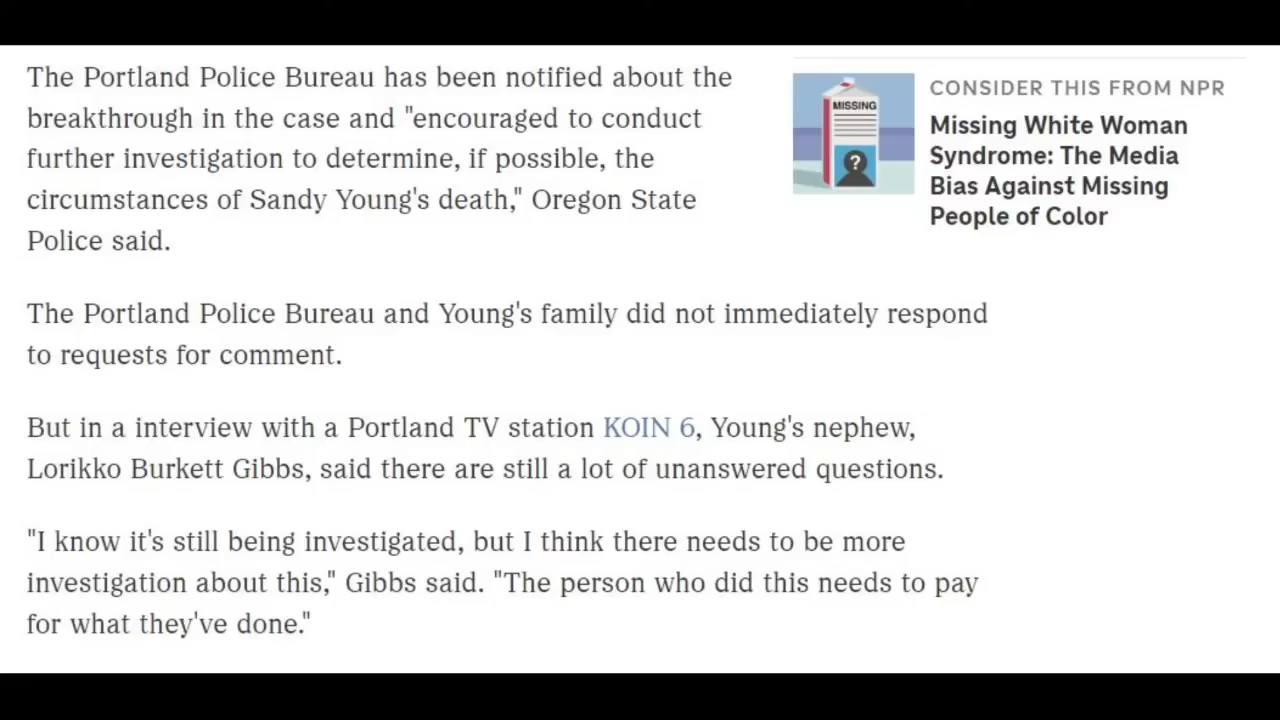 The Portland Police Bureau has been notified about the
breakthrough in the case and "encouraged to conduct
further investigation to determine, if possible, the
circumstances of Sandy Young's death," Oregon State
Police said.
The Portland Police Bureau and Young's family did not immediately respond
to requests for comment.
But in a interview with a Portland TV station KOIN 6, Young's nephew,
Lorikko Burkett Gibbs, said there are still a lot of unanswered questions.
"I know it's still being investigated, but I think there needs to be more
investigation about this," Gibbs said. "The person who did this needs to pay
for what they've done."
MISSING
?
CONSIDER THIS FROM NPR
Missing White Woman
Syndrome: The Media
Bias Against Missing
People of Color